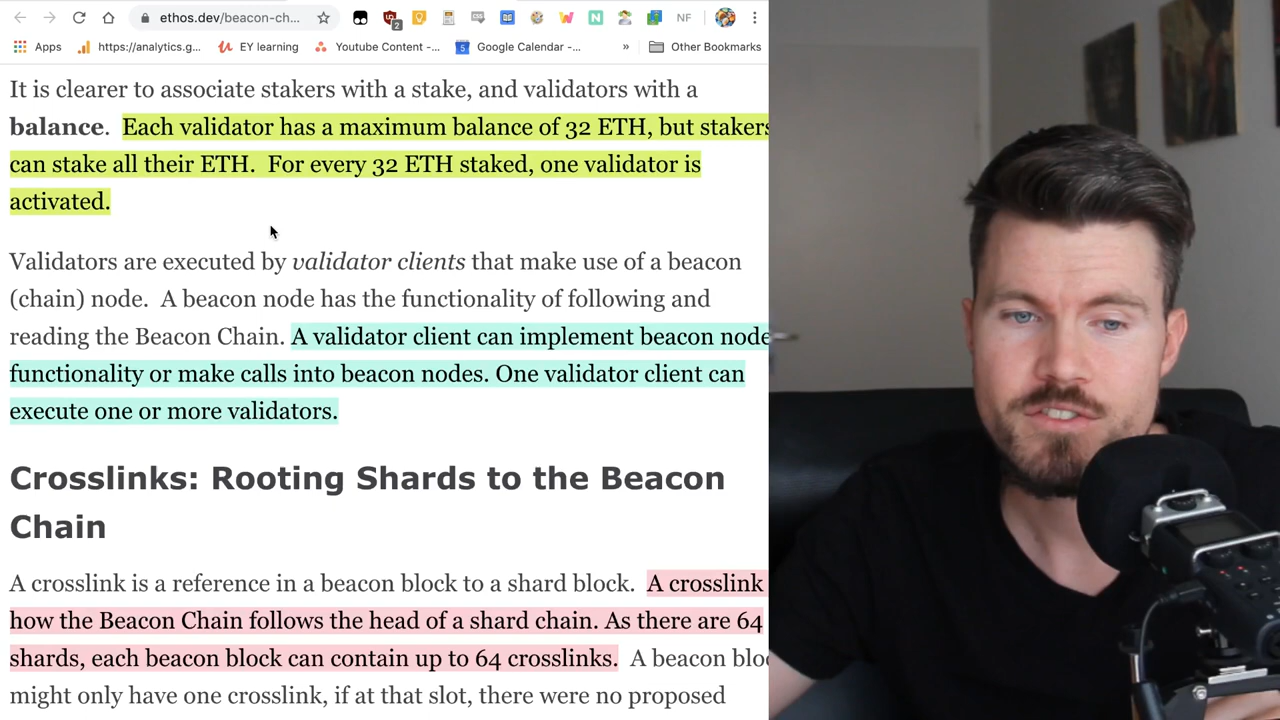 ethos.dev/beacon-ch...
2
NF
Apps
https://analytics.g...
EY learning
Youtube Content -...
5
Google Calendar -...
»
Other Bookmarks
It is clearer to associate stakers with a stake, and validators with a
balance. Each validator has a maximum balance of 32 ETH, but stakers
can stake all their ETH. For every 32 ETH staked, one validator is
activated.
Validators are executed by validator clients that make use of a beacon
(chain) node. A beacon node has the functionality of following and
reading the Beacon Chain. A validator client can implement beacon node
functionality or make calls into beacon nodes. One validator client can
execute one or more validators.
Crosslinks: Rooting Shards to the Beacon
Chain
A crosslink is a reference in a beacon block to a shard block. A crosslink
how the Beacon Chain follows the head of a shard chain. As there are 64
shards, each beacon block can contain up to 64 crosslinks. A beacon bloc
might only have one crosslink, if at that slot, there were no proposed